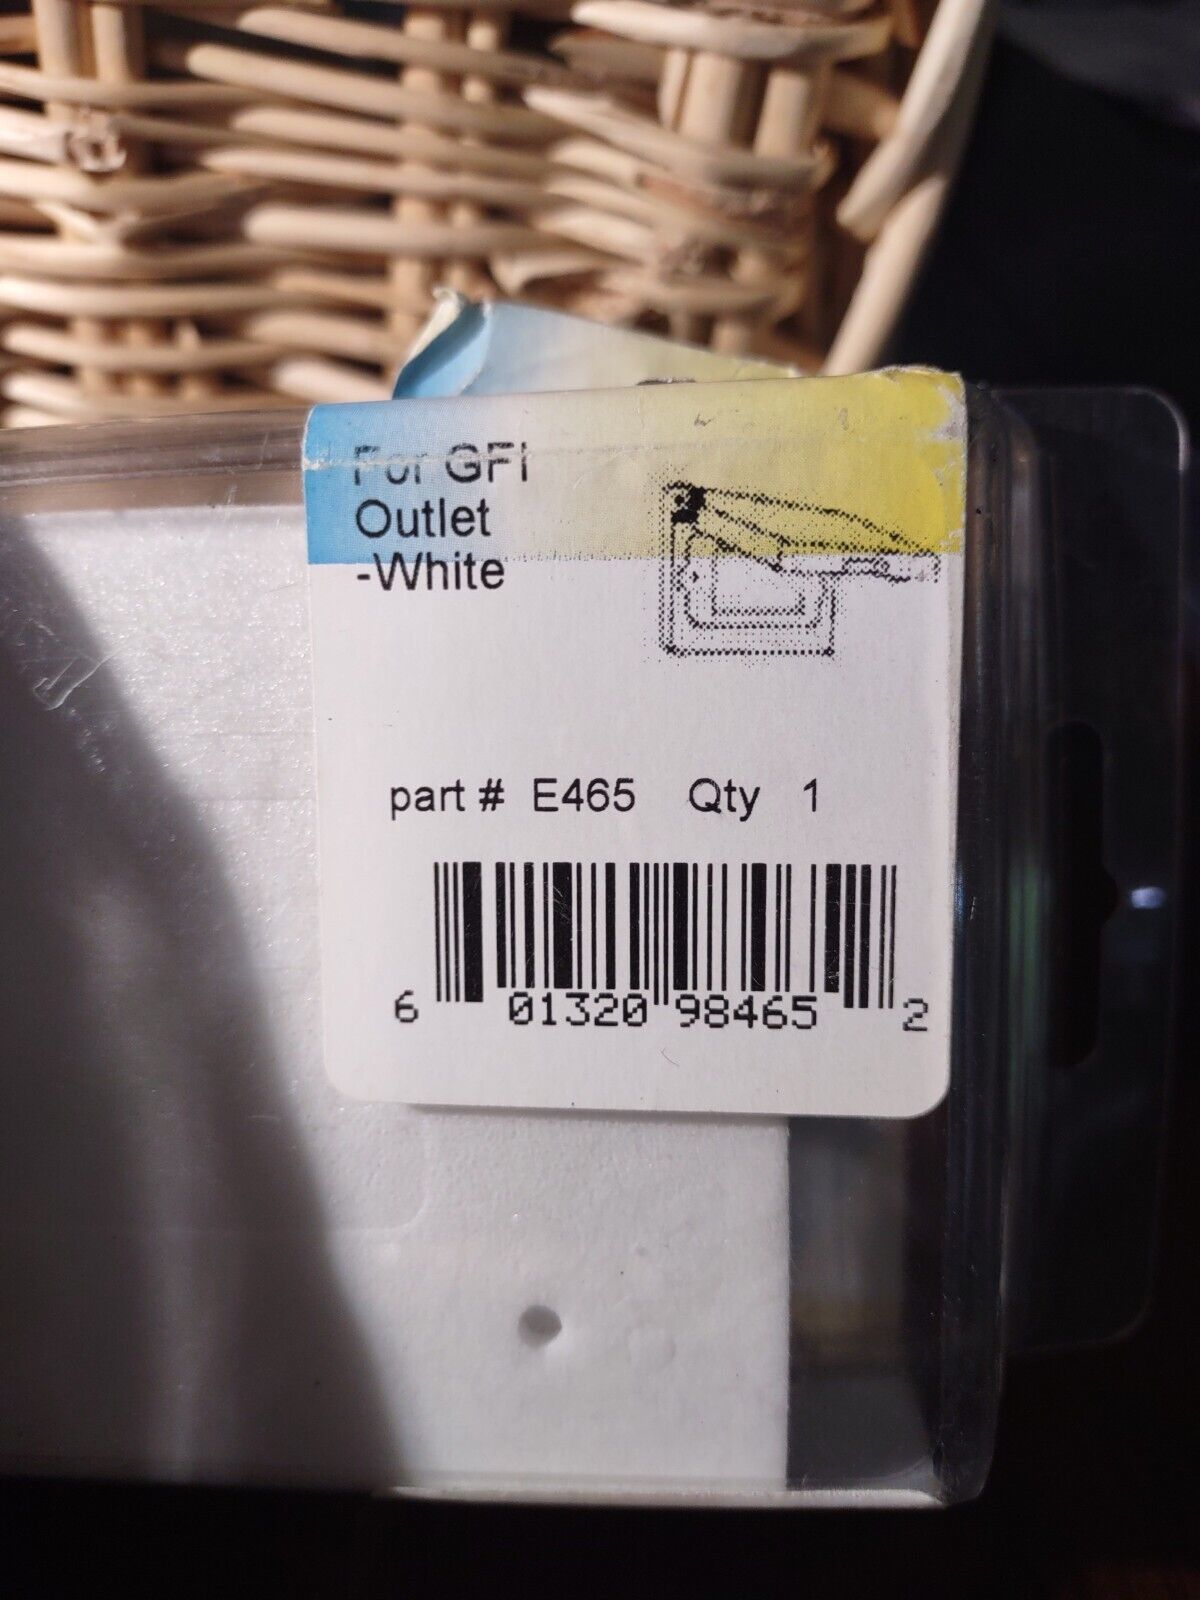 For GFI
Outlet
-White
part # E465 Qty 1
6 01320 98465 2